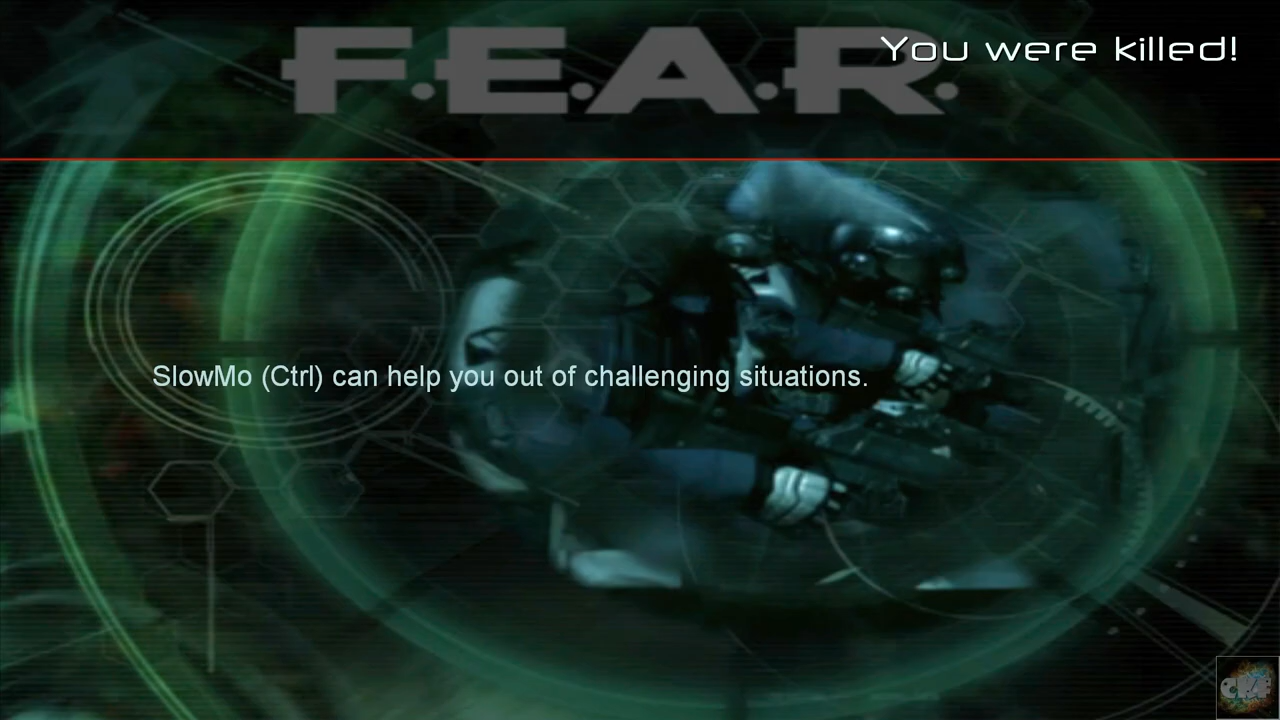 F.E.A.R.
You were killed!
SlowMo (Ctrl) can help you out of challenging situations.